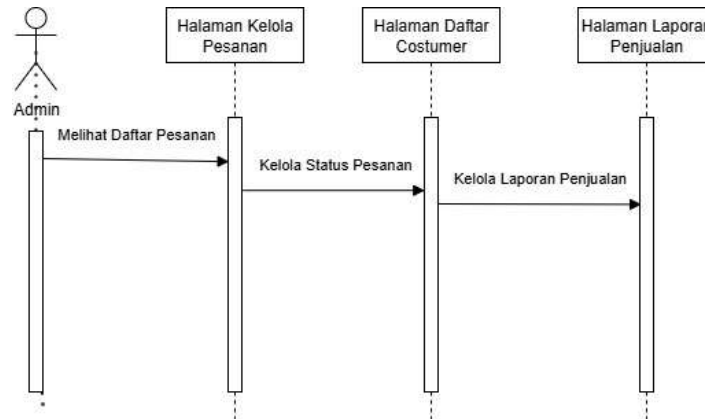 Halaman Kelola
Pesanan
Halaman Daftar
Costumer
Halaman Laporan
Penjualan
Admin
Melihat Daftar Pesanan
Kelola Status Pesanan
Kelola Laporan Penjualan